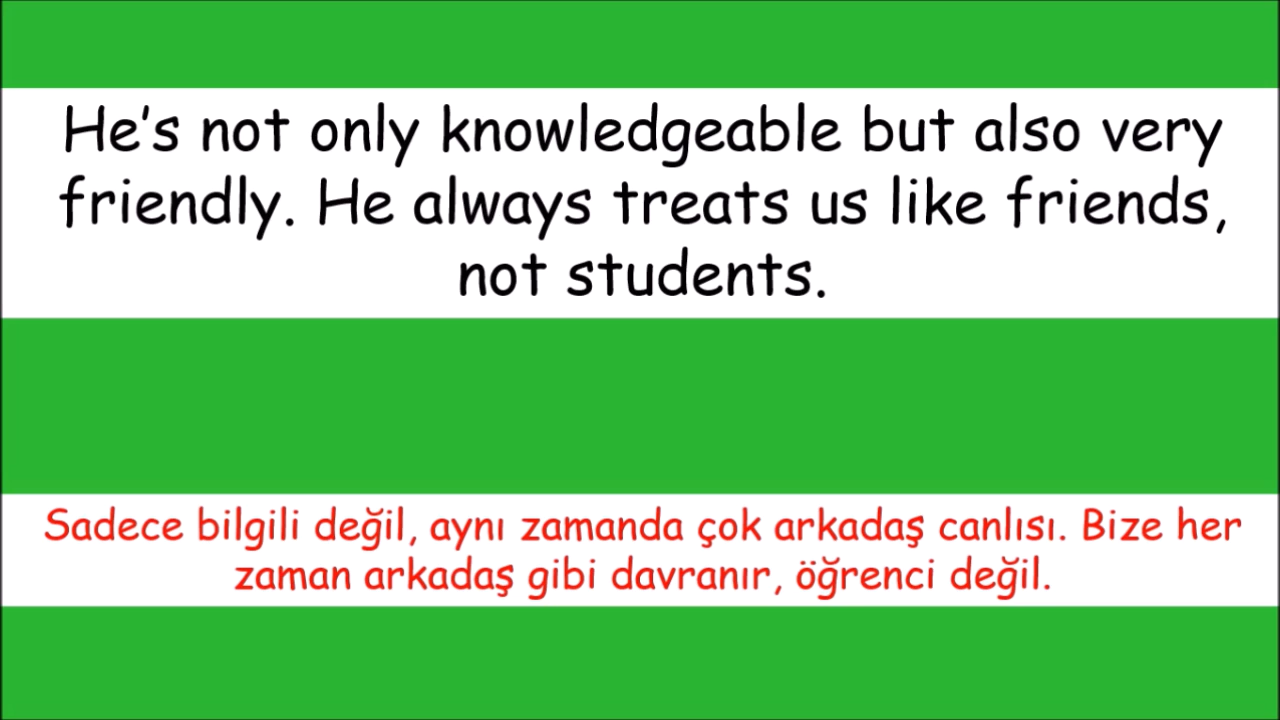 He’s not only knowledgeable but also very
friendly. He always treats us like friends,
not students.
Sadece bilgili değil, aynı zamanda çok arkadaş canlısı. Bize her
zaman arkadaş gibi davranır, öğrenci değil.